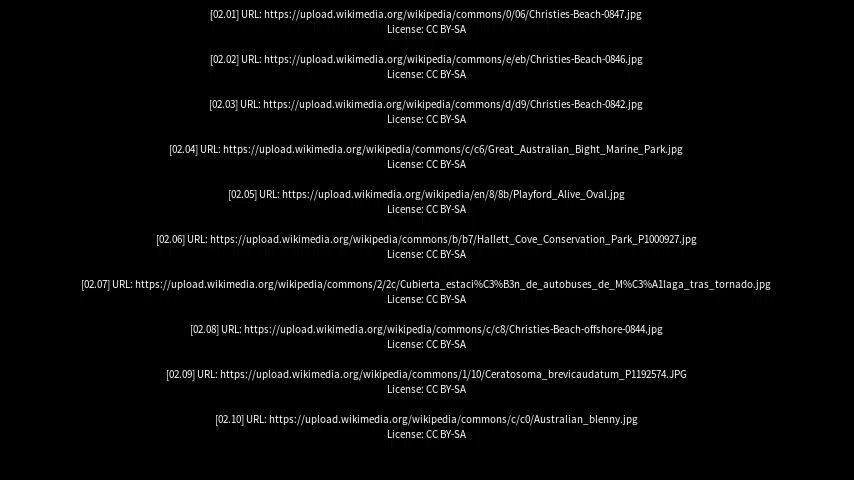 [02.01] URL: https://upload.wikimedia.org/wikipedia/commons/0/06/Christies-Beach-0847.jpg
License: CC BY-SA
[02.02] URL: https://upload.wikimedia.org/wikipedia/commons/e/eb/Christies-Beach-0846.jpg
License: CC BY-SA
[02.03] URL: https://upload.wikimedia.org/wikipedia/commons/d/d9/Christies-Beach-0842.jpg
License: CC BY-SA
[02.04] URL: https://upload.wikimedia.org/wikipedia/commons/c/c6/Great_Australian_Bight_Marine_Park.jpg
License: CC BY-SA
[02.05] URL: https://upload.wikimedia.org/wikipedia/en/8/8b/Playford_Alive_Oval.jpg
License: CC BY-SA
[02.06] URL: https://upload.wikimedia.org/wikipedia/commons/b/b7/Hallett_Cove_Conservation_Park_P1000927.jpg
License: CC BY-SA
[02.07] URL: https://upload.wikimedia.org/wikipedia/commons/2/2c/Cubierta_estaci%C3%B3n_de_autobuses_de_M%C3%A1laga_tras_tornado.jpg
License: CC BY-SA
[02.08] URL: https://upload.wikimedia.org/wikipedia/commons/c/c8/Christies-Beach-offshore-0844.jpg
License: CC BY-SA
[02.09] URL: https://upload.wikimedia.org/wikipedia/commons/1/10/Ceratosoma_brevicaudatum_P1192574.JPG
License: CC BY-SA
[02.10] URL: https://upload.wikimedia.org/wikipedia/commons/c/c0/Australian_blenny.jpg
License: CC BY-SA